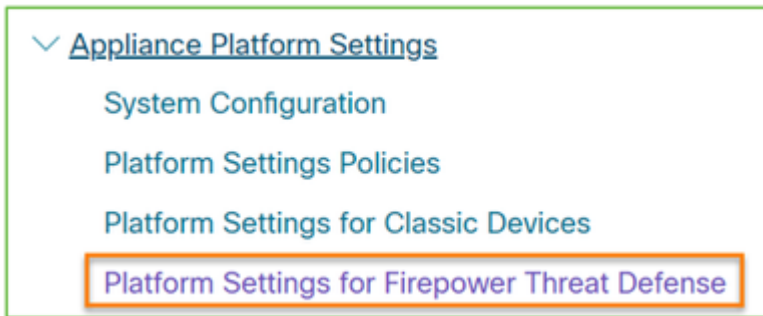 Appliance Platform Settings
System Configuration
Platform Settings Policies
Platform Settings for Classic Devices
Platform Settings for Firepower Threat Defense